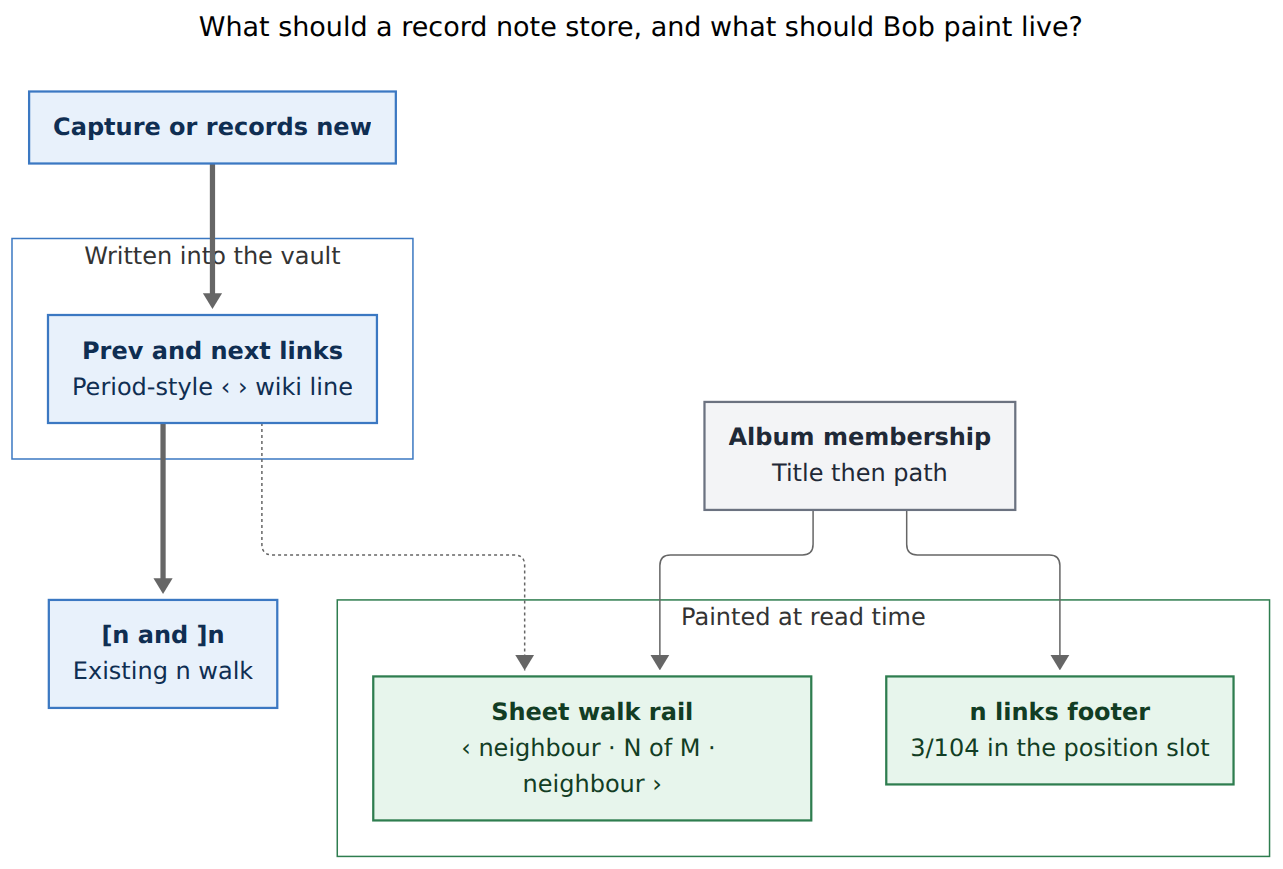 What should a record note store, and what should Bob paint live?
Capture or records new
Written into the vault
Prev and next links
Period-style ‹ › wiki line
Album membership
Title then path
[n and ]n
Existing n walk
Painted at read time
Sheet walk rail
‹ neighbour · N of M ·
neighbour ›
n links footer
3/104 in the position slot